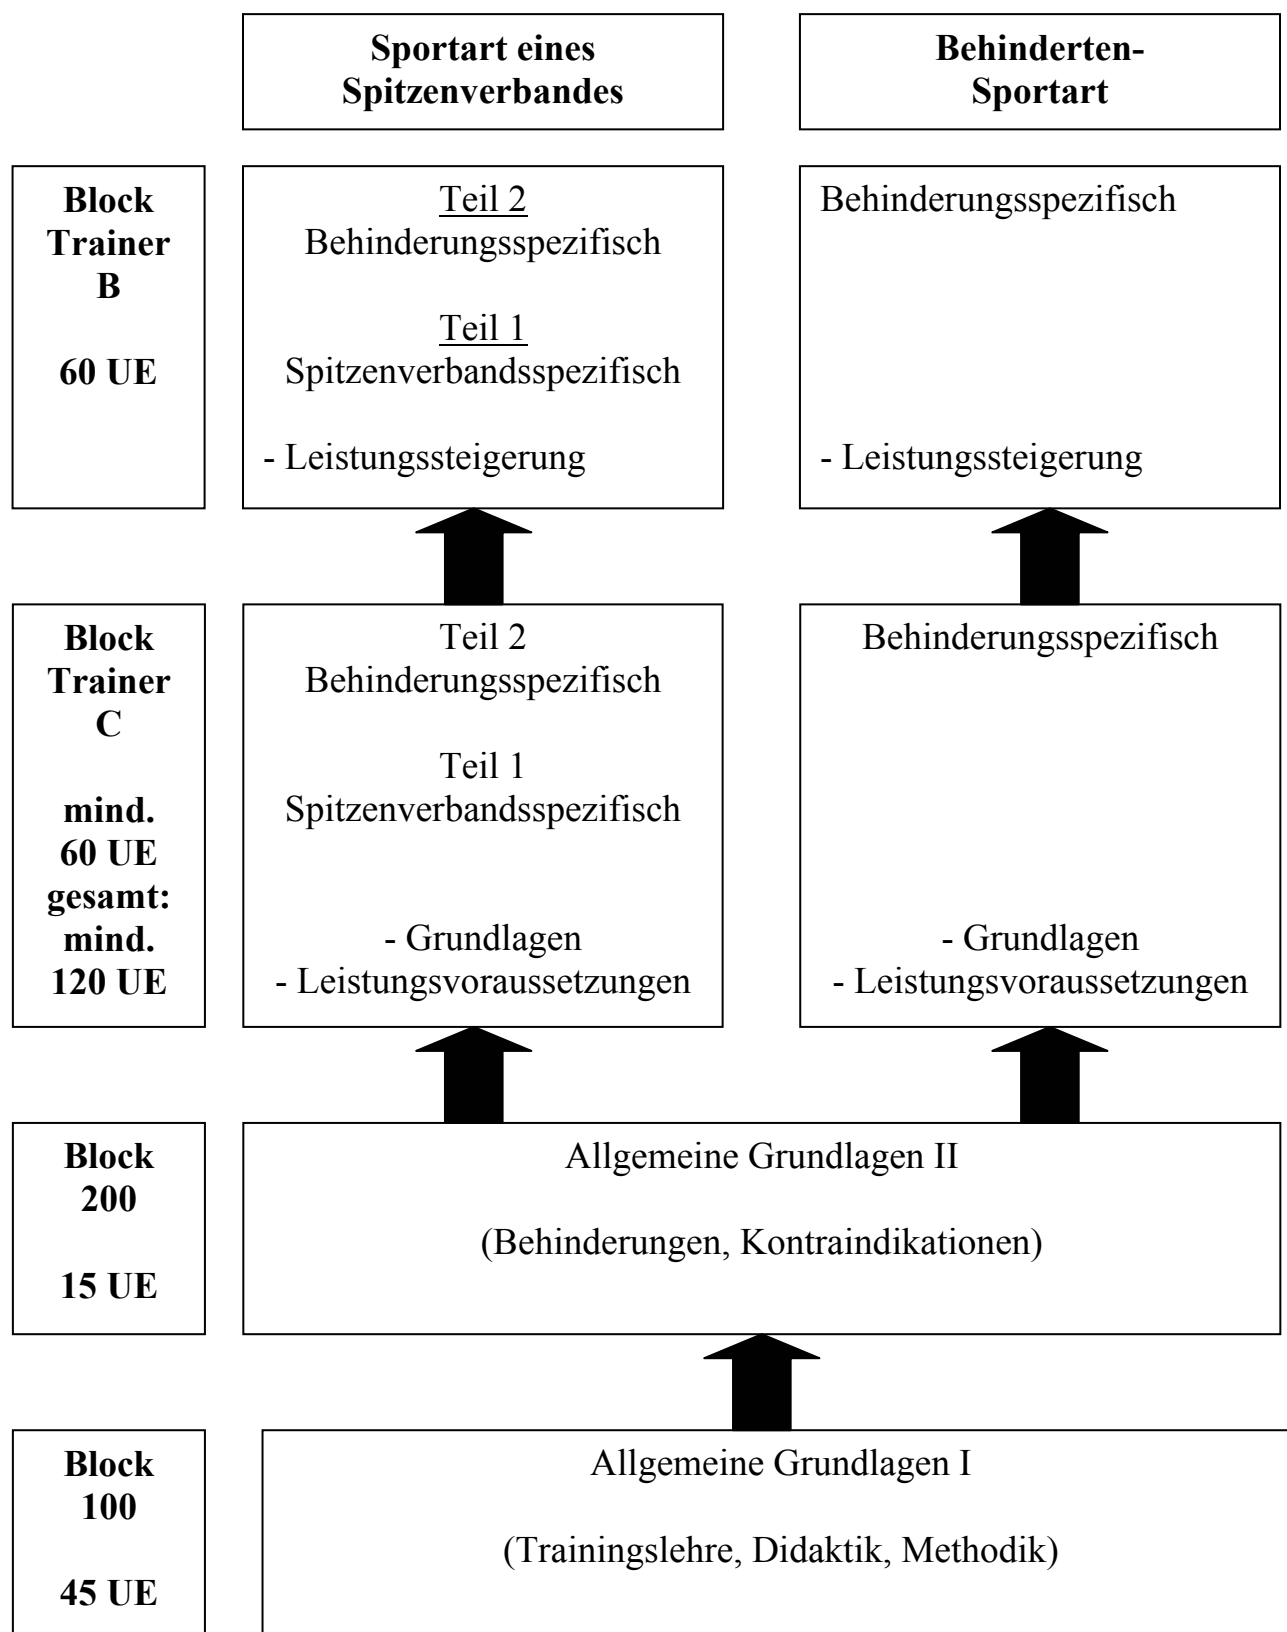 Sportart eines
Spitzenverbandes
Behinderten-
Sportart
Block
Trainer
B
60 UE
Teil 2
Behinderungsspezifisch
Teil 1
Spitzenverbandsspezifisch
- Leistungssteigerung
Behinderungsspezifisch
- Leistungssteigerung
Block
Trainer
C
mind.
60 UE
gesamt:
mind.
120 UE
Teil 2
Behinderungsspezifisch
Teil 1
Spitzenverbandsspezifisch
- Grundlagen
- Leistungsvoraussetzungen
Behinderungsspezifisch
- Grundlagen
- Leistungsvoraussetzungen
Block
200
15 UE
Allgemeine Grundlagen II
(Behinderungen, Kontraindikationen)
Block
100
45 UE
Allgemeine Grundlagen I
(Trainingslehre, Didaktik, Methodik)